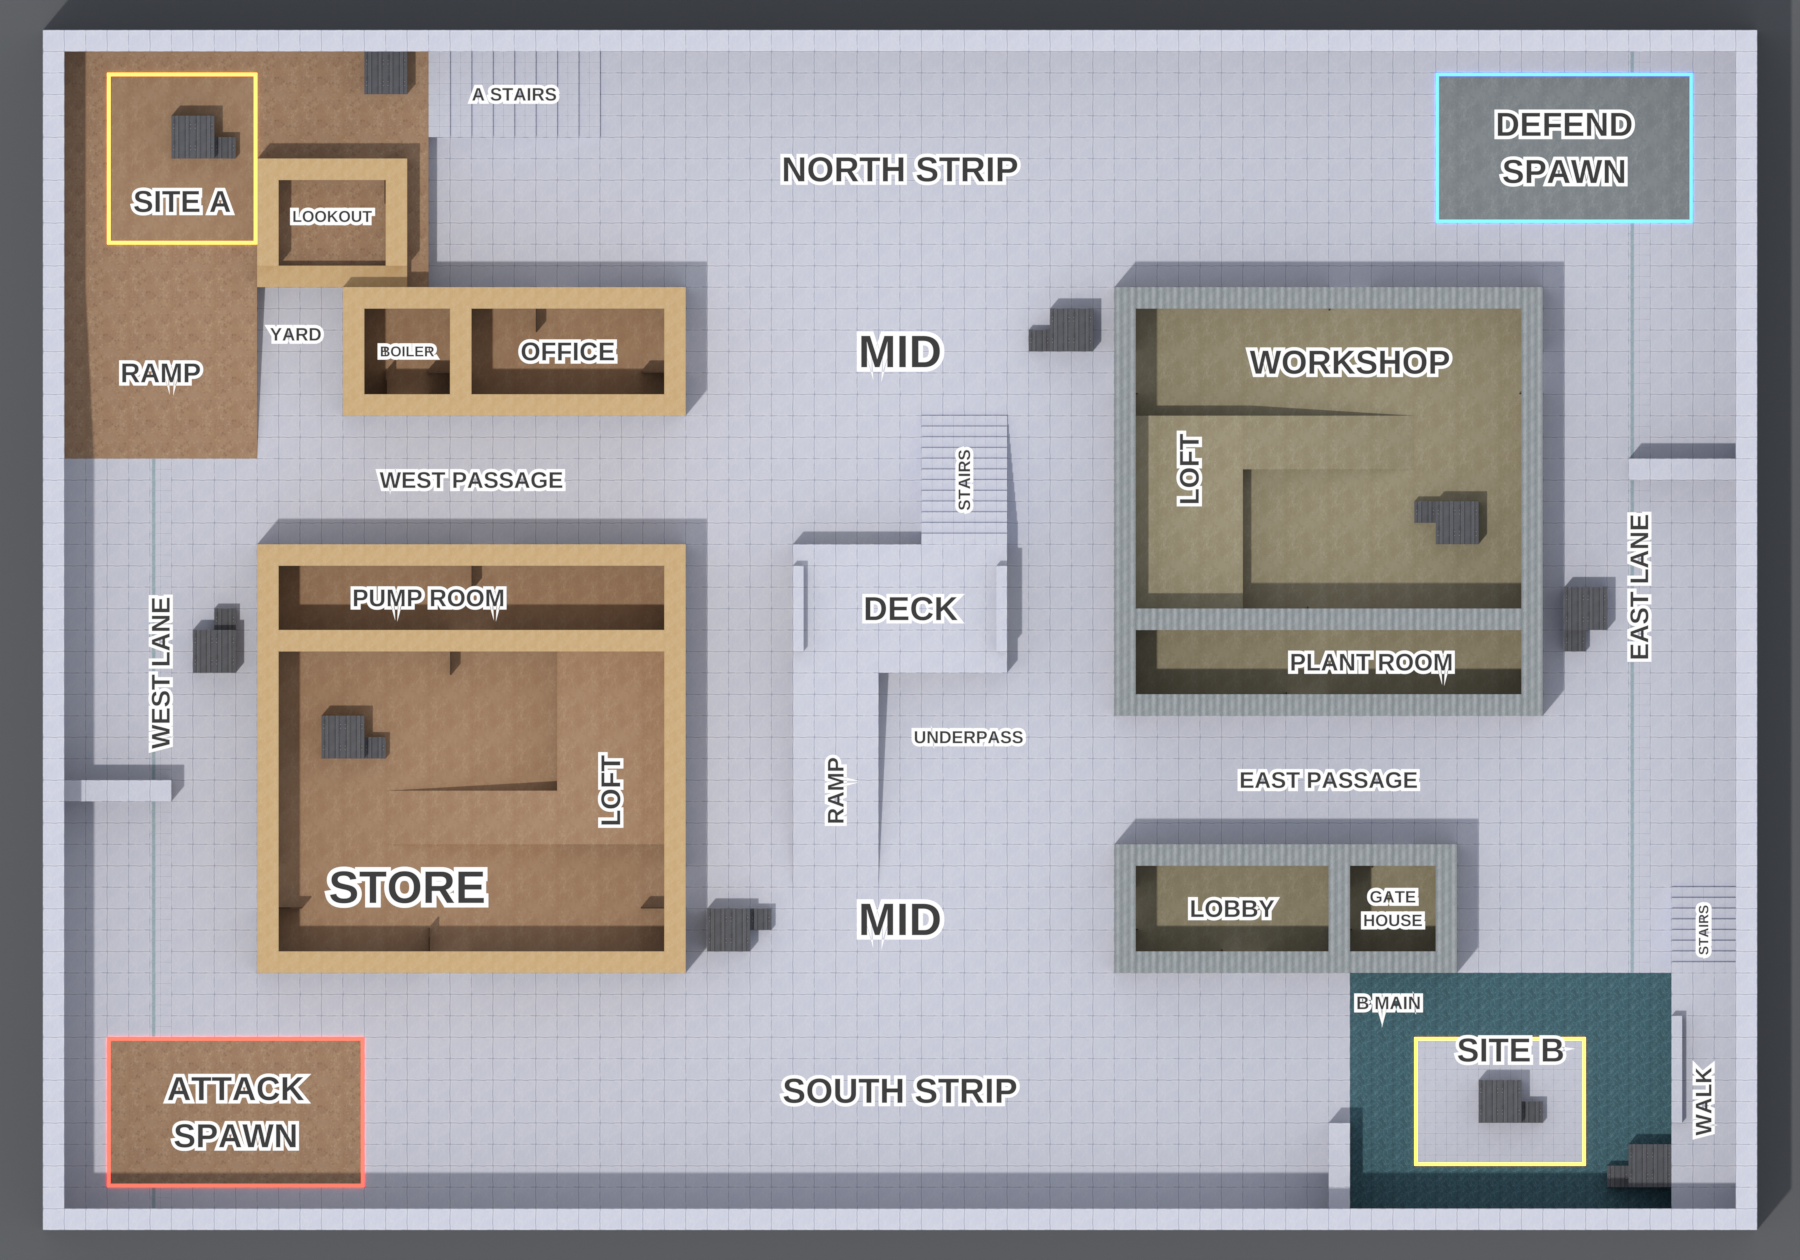 A STAIRS
DEFEND
SPAWN
NORTH STRIP
SITE A
LOOKOUT
YARD
BOILER
OFFICE
MID
WORKSHOP
RAMP
LOFT
STAIRS
WEST PASSAGE
EAST LANE
PUMP ROOM
DECK
WEST LANE
PLANT ROOM
UNDERPASS
EAST PASSAGE
LOFT
RAMP
STORE
LOBBY
GATE
HOUSE
MID
STAIRS
B MAIN
SITE B
ATTACK
SPAWN
SOUTH STRIP
WALK